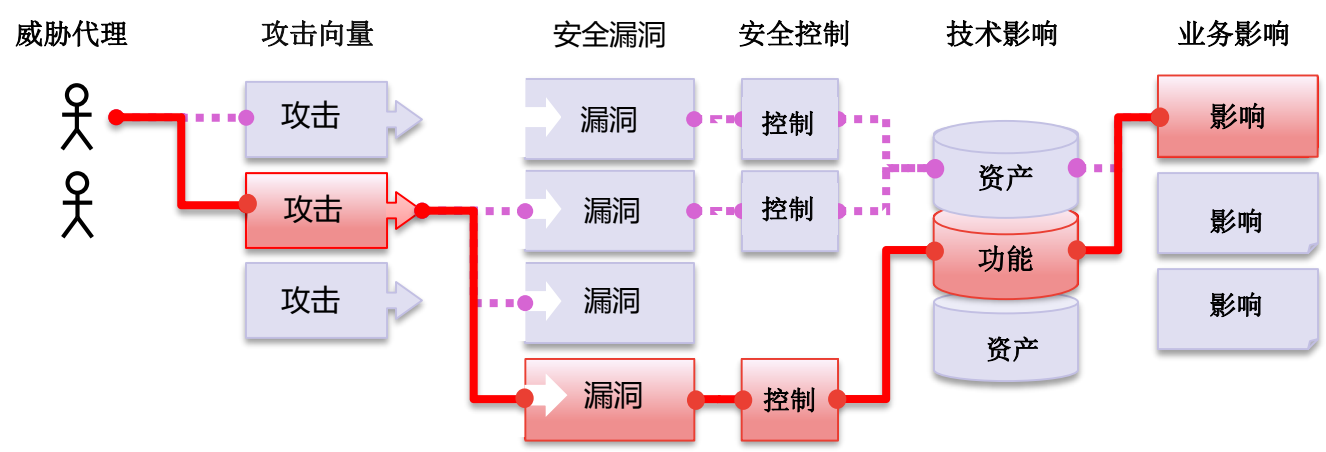 威胁代理
攻击向量
安全漏洞
安全控制
技术影响
业务影响
攻击
漏洞
控制
资产
影响
攻击
漏洞
控制
功能
影响
攻击
漏洞
资产
影响
漏洞
控制